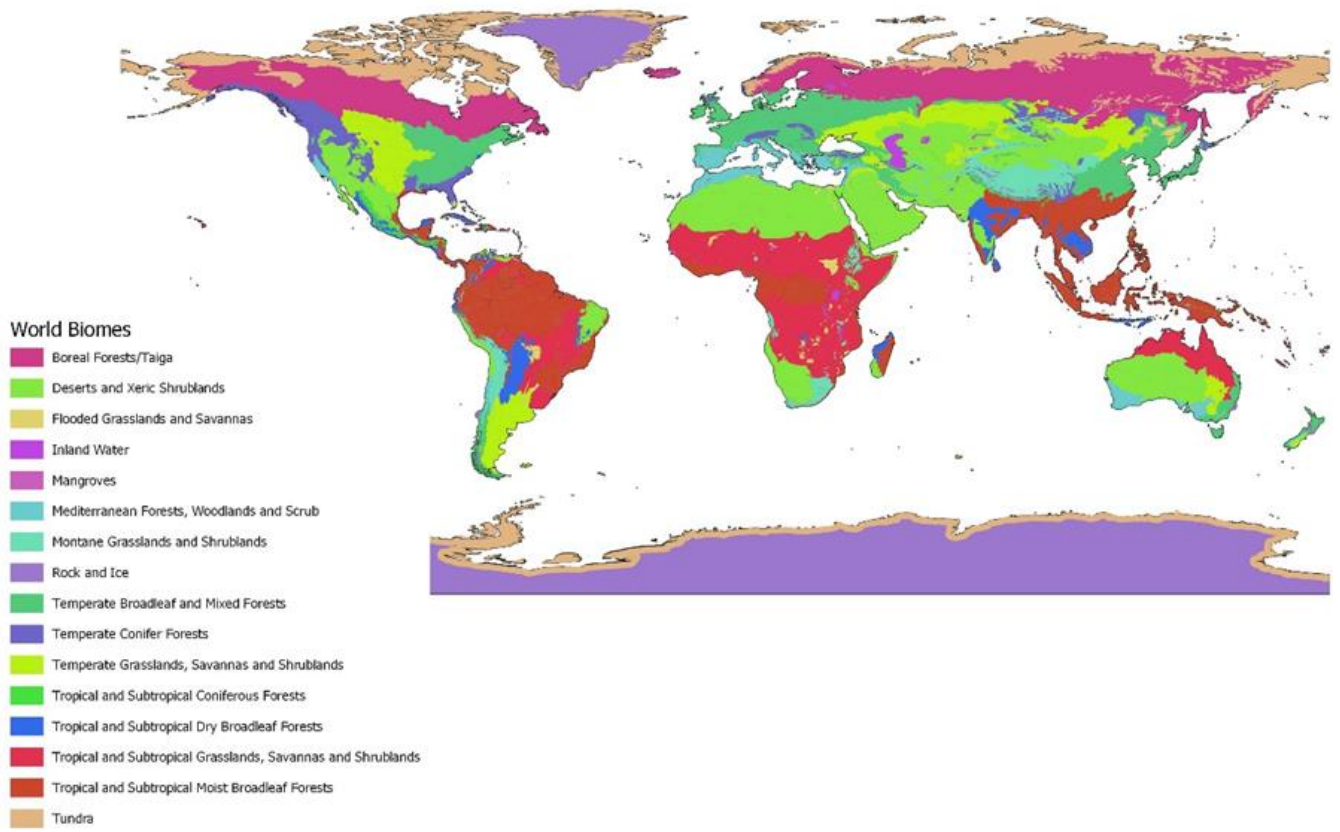 World Biomes
Boreal Forests/Taiga
Deserts and Xeric Shrublands
Flooded Grasslands and Savannas
Inland Water
Mangroves
Mediterranean Forests, Woodlands and Scrub
Montane Grasslands and Shrublands
Rock and Ice
Temperate Broadleaf and Mixed Forests
Temperate Conifer Forests
Temperate Grasslands, Savannas and Shrublands
Tropical and Subtropical Coniferous Forests
Tropical and Subtropical Dry Broadleaf Forests
Tropical and Subtropical Grasslands, Savannas and Shrublands
Tropical and Subtropical Moist Broadleaf Forests
Tundra